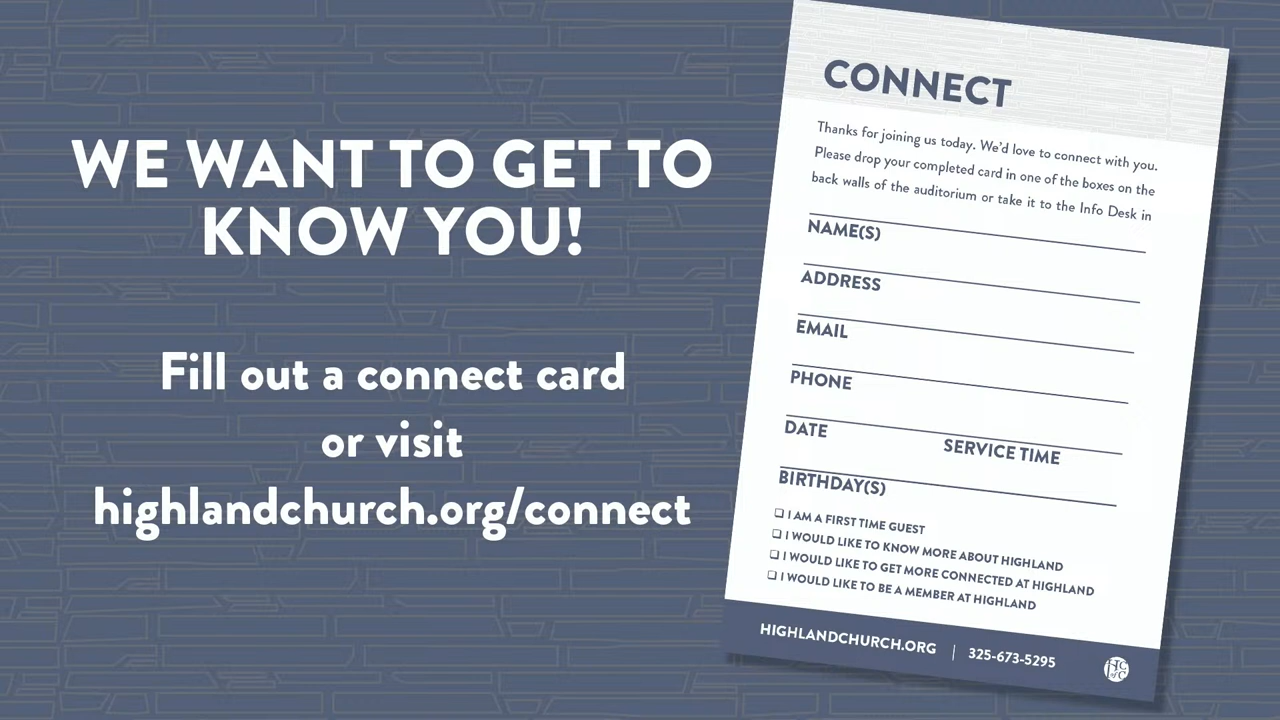 WE WANT TO GET TO
KNOW YOU!
Fill out a connect card
or visit
highlandchurch.org/connect
CONNECT
Thanks for joining us today. We'd love to connect with you.
Please drop your completed card in one of the boxes on the
back walls of the auditorium or take it to the Info Desk in
NAME(S)
ADDRESS
EMAIL
PHONE
DATE SERVICE TIME
BIRTHDAY(S)
❏ I AM A FIRST TIME GUEST
❏ I WOULD LIKE TO KNOW MORE ABOUT HIGHLAND
❏ I WOULD LIKE TO GET MORE CONNECTED AT HIGHLAND
❏ I WOULD LIKE TO BE A MEMBER AT HIGHLAND
HIGHLANDCHURCH.ORG | 325-673-5295